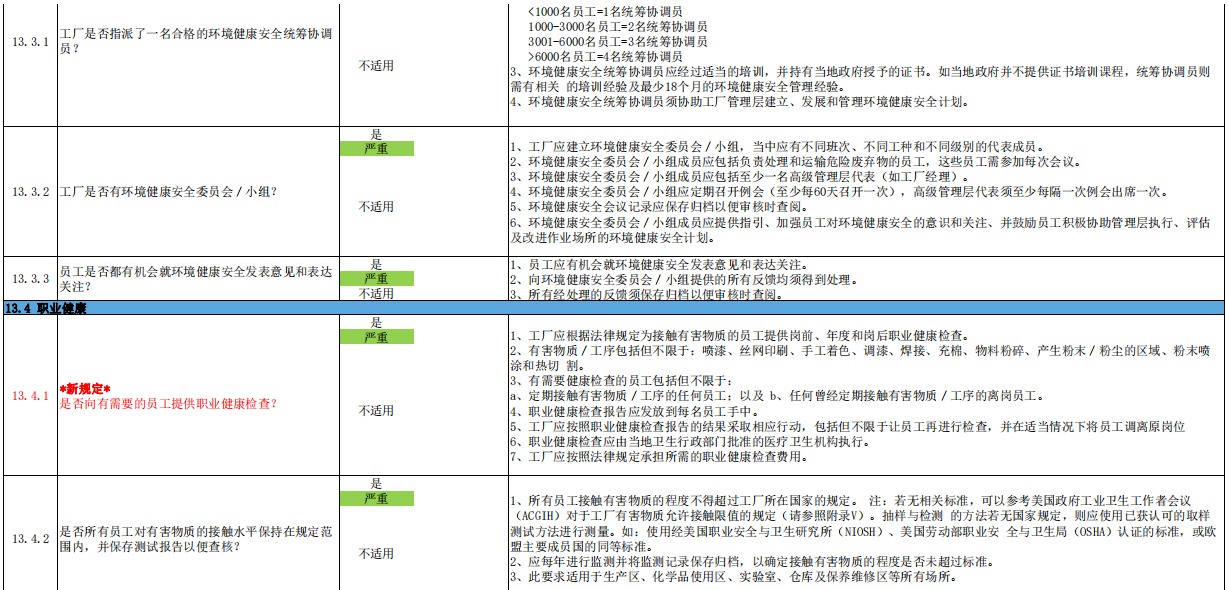 13.3.1
工厂是否指派了一名合格的环境健康安全统筹协调
员？
不适用
<1000名员工=1名统筹协调员
1000-3000名员工=2名统筹协调员
3001-6000名员工=3名统筹协调员
>6000名员工=4名统筹协调员
3、环境健康安全统筹协调员应经过适当的培训，并持有当地政府授予的证书。如当地政府并不提供证书培训课程，统筹协调员则
需有相关 的培训经验及最少18个月的环境健康安全管理经验。
4、环境健康安全统筹协调员须协助工厂管理层建立、发展和管理环境健康安全计划。
13.3.2
工厂是否有环境健康安全委员会／小组？
是
严重
不适用
1、工厂应建立环境健康安全委员会／小组，当中应有不同班次、不同工种和不同级别的代表成员。
2、环境健康安全委员会／小组成员应包括负责处理和运输危险废弃物的员工，这些员工需参加每次会议。
3、环境健康安全委员会／小组成员应包括至少一名高级管理层代表（如工厂经理）。
4、环境健康安全委员会／小组应定期召开例会（至少每60天召开一次），高级管理层代表须至少每隔一次例会出席一次。
5、环境健康安全会议记录应保存归档以便审核时查阅。
6、环境健康安全委员会／小组成员应提供指引、加强员工对环境健康安全的意识和关注、并鼓励员工积极协助管理层执行、评估
及改进作业场所的环境健康安全计划。
13.3.3
员工是否都有机会就环境健康安全发表意见和表达
关注？
是
严重
不适用
1、员工应有机会就环境健康安全发表意见和表达关注。
2、向环境健康安全委员会／小组提供的所有反馈均须得到处理。
3、所有经处理的反馈须保存归档以便审核时查阅。
13.4 职业健康
13.4.1
*新规定*
是否向有需要的员工提供职业健康检查？
是
严重
不适用
1、工厂应根据法律规定为接触有害物质的员工提供岗前、年度和岗后职业健康检查。
2、有害物质／工序包括但不限于：喷漆、丝网印刷、手工着色、调漆、焊接、充棉、物料粉碎、产生粉末／粉尘的区域、粉末喷
涂和热切 割。
3、有需要健康检查的员工包括但不限于：
a、定期接触有害物质／工序的任何员工；以及 b、任何曾经定期接触有害物质／工序的离岗员工。
4、职业健康检查报告应发放到每名员工手中。
5、工厂应按照职业健康检查报告的结果采取相应行动，包括但不限于让员工再进行检查，并在适当情况下将员工调离原岗位
6、职业健康检查应由当地卫生行政部门批准的医疗卫生机构执行。
7、工厂应按照法律规定承担所需的职业健康检查费用。
13.4.2
是否所有员工对有害物质的接触水平保持在规定范
围内，并保存测试报告以便查核？
是
严重
不适用
1、所有员工接触有害物质的程度不得超过工厂所在国家的规定。 注：若无相关标准，可以参考美国政府工业卫生工作者会议
（ACGIH）对于工厂有害物质允许接触限值的规定（请参照附录V）。抽样与检测 的方法若无国家规定，则应使用已获认可的取样
测试方法进行测量。如：使用经美国职业安全与卫生研究所（NIOSH）、美国劳动部职业安 全与卫生局（OSHA）认证的标准，或欧
盟主要成员国的同等标准。
2、应每年进行监测并将监测记录保存归档，以确定接触有害物质的程度是否未超过标准。
3、此要求适用于生产区、化学品使用区、实验室、仓库及保养维修区等所有场所。